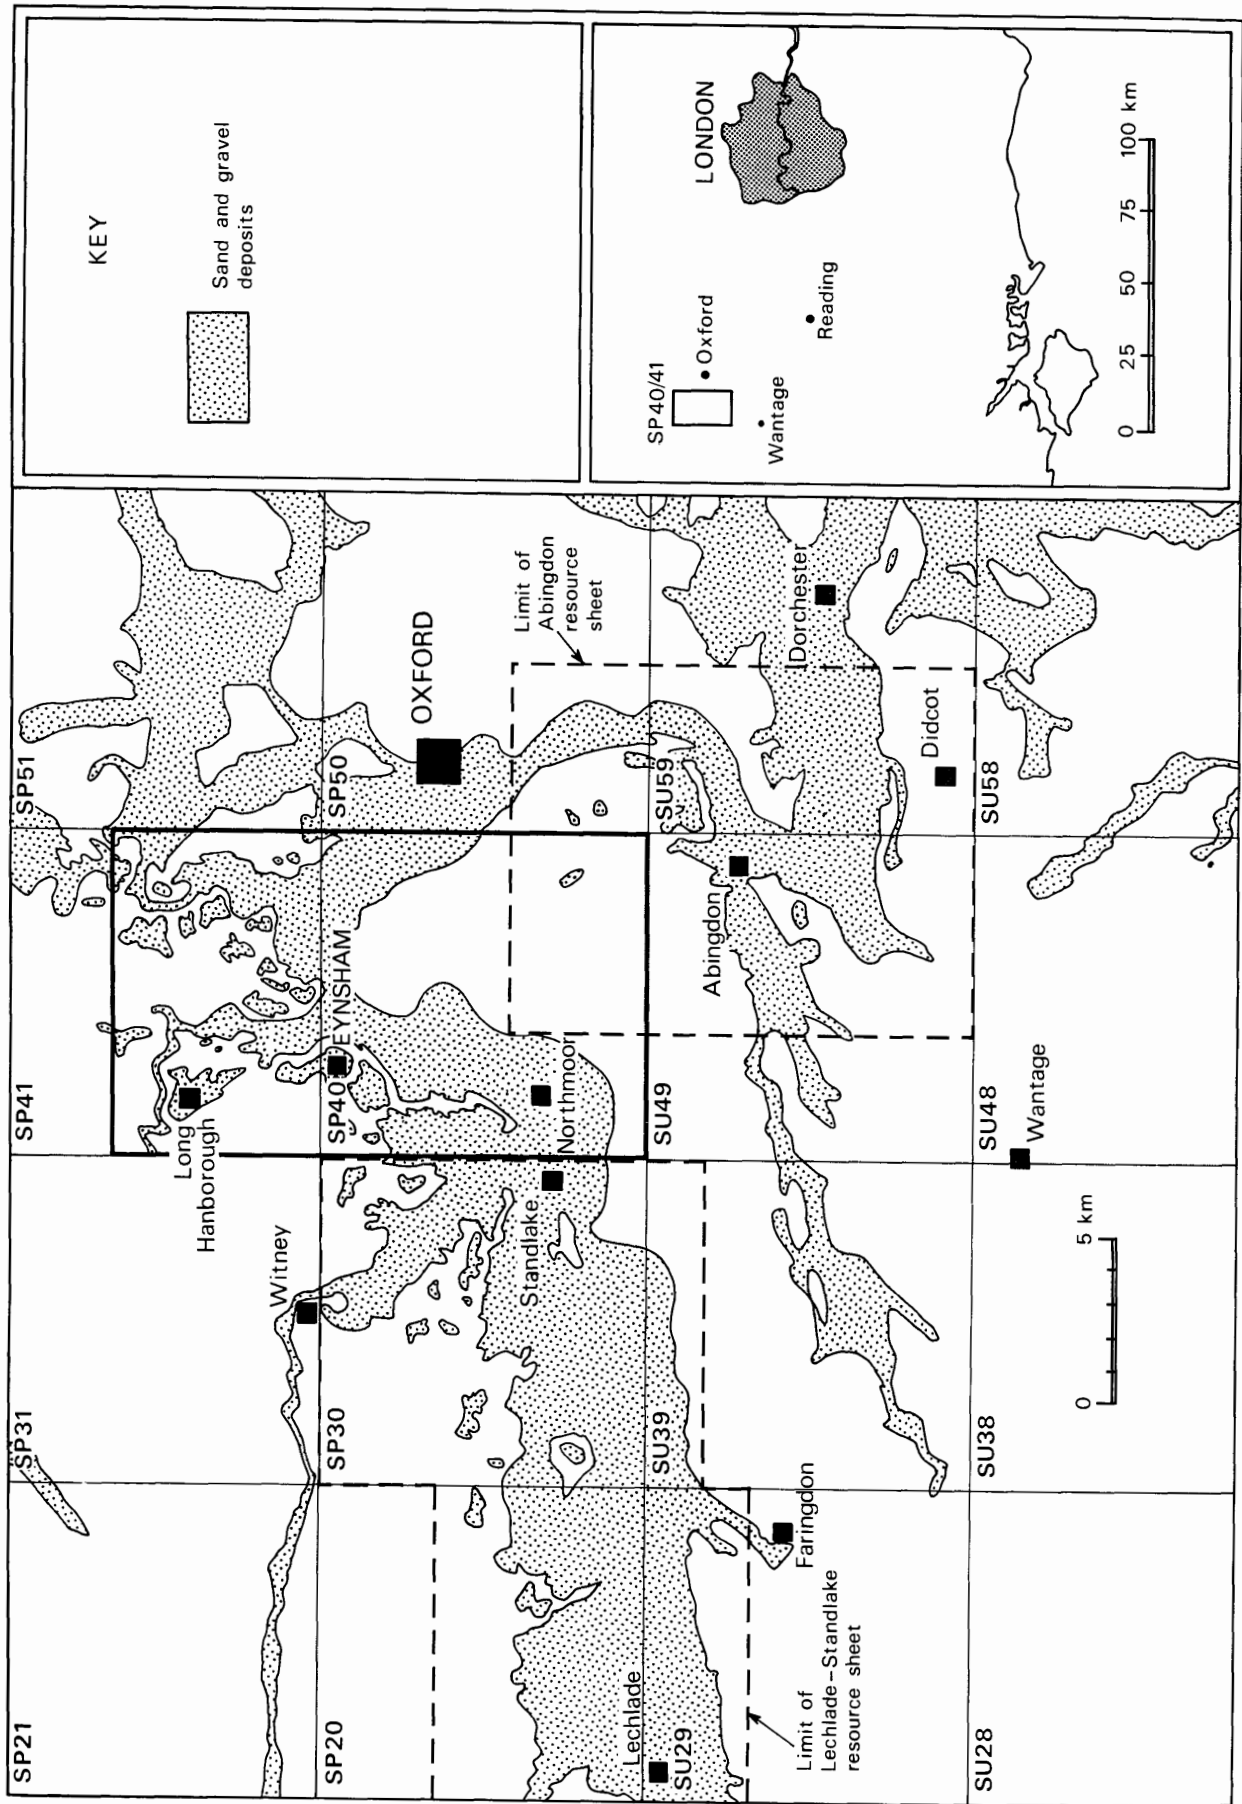 SP21
SP31
SP41
SP51
Long
Hanborough
Witney
SP20
SP30
SP40
EYNSHAM
SP50
OXFORD
Limit of
Abingdon
resource
sheet
Standlake
Northmoor
Lechlade
SU29
SU39
SU49
SU59
Abingdon
Dorchester
Faringdon
Didcot
Limit of
Lechlade–Standlake
resource sheet
SU28
SU38
SU48
SU58
Wantage
0
5 km
KEY
Sand and gravel
deposits
SP40/41
Oxford
LONDON
Wantage
Reading
0
25
50
75
100 km